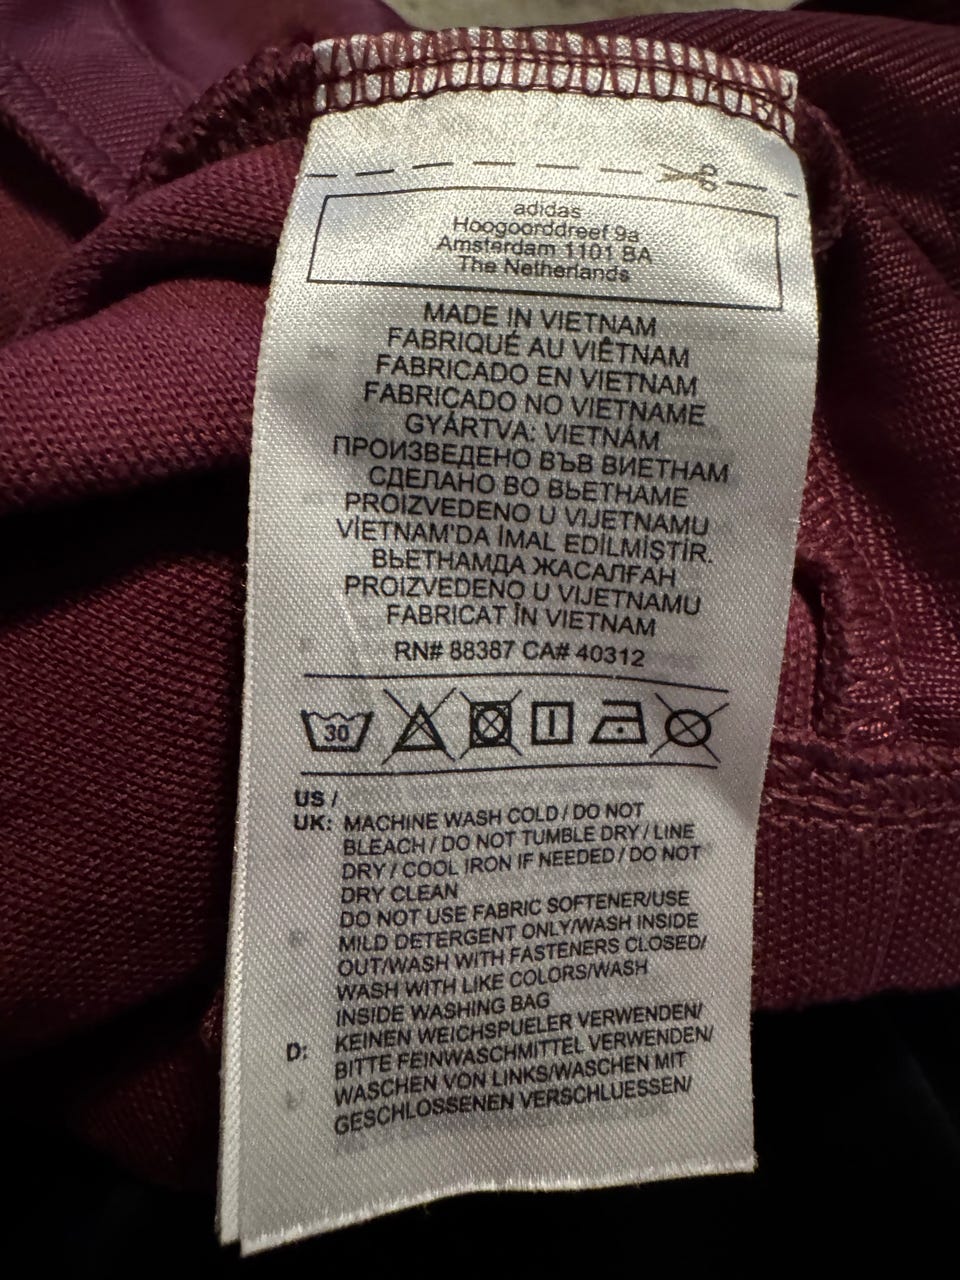 adidas
Hoogoorddreef 9a
Amsterdam 1101 BA
The Netherlands
MADE IN VIETNAM
FABRIQUÉ AU VIÊTNAM
FABRICADO EN VIETNAM
FABRICADO NO VIETNAME
GYÁRTVA: VIETNÁM
ПРОИЗВЕДЕНО ВЪВ ВИЕТНАМ
СДЕЛАНО ВО ВЬЕТНАМЕ
PROIZVEDENO U VIJETNAMU
VİETNAM'DA İMAL EDİLMİŞTİR.
ВЬЕТНАМДА ЖАСАЛҒАН
PROIZVEDENO U VIJETNAMU
FABRICAT ÎN VIETNAM
RN# 88387 CA# 40312
30
US /
UK: MACHINE WASH COLD / DO NOT
BLEACH / DO NOT TUMBLE DRY / LINE
DRY / COOL IRON IF NEEDED / DO NOT
DRY CLEAN
DO NOT USE FABRIC SOFTENER/USE
MILD DETERGENT ONLY/WASH INSIDE
OUT/WASH WITH FASTENERS CLOSED/
WASH WITH LIKE COLORS/WASH
INSIDE WASHING BAG
D: KEINEN WEICHSPUELER VERWENDEN/
BITTE FEINWASCHMITTEL VERWENDEN/
WASCHEN VON LINKS/WASCHEN MIT
GESCHLOSSENEN VERSCHLUESSEN/